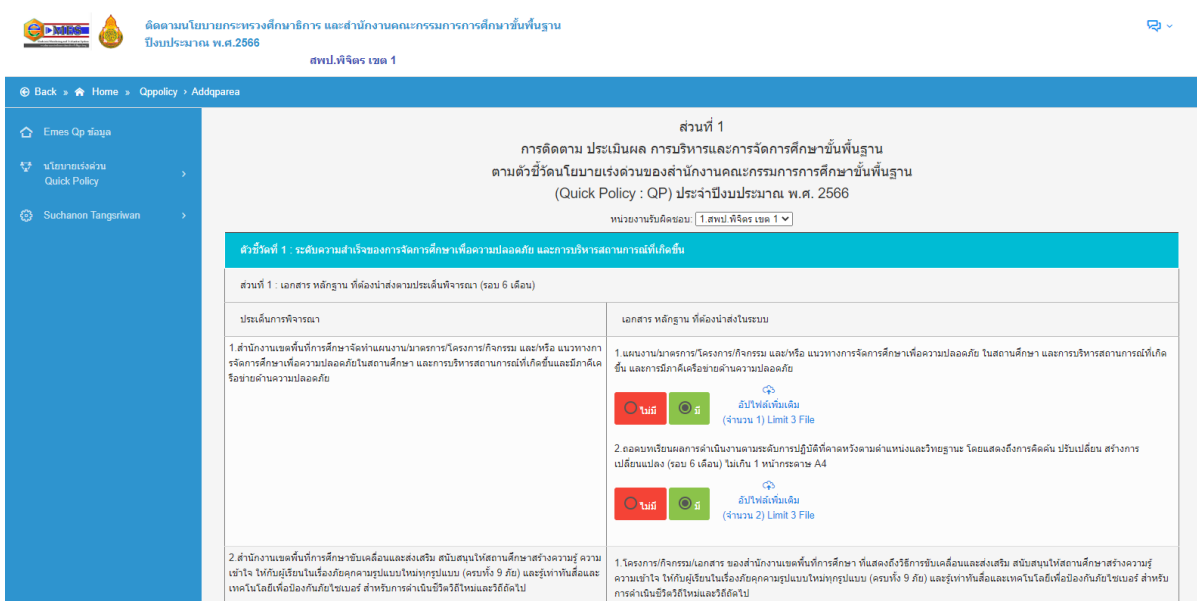 ติดตามนโยบายกระทรวงศึกษาธิการ และสำนักงานคณะกรรมการการศึกษาขั้นพื้นฐาน
ปีงบประมาณ พ.ศ.2566
สพป.พิจิตร เขต 1
Back » Home » Qppolicy › Addqparea
Emes Qp ข้อมูล
นโยบายเร่งด่วน
Quick Policy
Suchanon Tangsriwan
ส่วนที่ 1
การติดตาม ประเมินผล การบริหารและการจัดการศึกษาขั้นพื้นฐาน
ตามตัวชี้วัดนโยบายเร่งด่วนของสำนักงานคณะกรรมการการศึกษาขั้นพื้นฐาน
(Quick Policy : QP) ประจำปีงบประมาณ พ.ศ. 2566
หน่วยงานรับผิดชอบ: 1.สพป.พิจิตร เขต 1
ตัวชี้วัดที่ 1 : ระดับความสำเร็จของการจัดการศึกษาเพื่อความปลอดภัย และการบริหารสถานการณ์ที่เกิดขึ้น
ส่วนที่ 1 : เอกสาร หลักฐาน ที่ต้องนำส่งตามประเด็นพิจารณา (รอบ 6 เดือน)
ประเด็นการพิจารณา
เอกสาร หลักฐาน ที่ต้องนำส่งในระบบ
1.สำนักงานเขตพื้นที่การศึกษาจัดทำแผนงาน/มาตรการ/โครงการ/กิจกรรม และ/หรือ แนวทางกา
รจัดการศึกษาเพื่อความปลอดภัยในสถานศึกษา และการบริหารสถานการณ์ที่เกิดขึ้นและมีภาคีเค
รือข่ายด้านความปลอดภัย
1.แผนงาน/มาตรการ/โครงการ/กิจกรรม และ/หรือ แนวทางการจัดการศึกษาเพื่อความปลอดภัย ในสถานศึกษา และการบริหารสถานการณ์ที่เกิด
ขึ้น และการมีภาคีเครือข่ายด้านความปลอดภัย
ไม่มี
มี
อัปไฟล์เพิ่มเติม
(จำนวน 1) Limit 3 File
2.ถอดบทเรียนผลการดำเนินงานตามระดับการปฏิบัติที่คาดหวังตามตำแหน่งและวิทยฐานะ โดยแสดงถึงการคิดค้น ปรับเปลี่ยน สร้างการ
เปลี่ยนแปลง (รอบ 6 เดือน) ไม่เกิน 1 หน้ากระดาษ A4
ไม่มี
มี
อัปไฟล์เพิ่มเติม
(จำนวน 2) Limit 3 File
2.สำนักงานเขตพื้นที่การศึกษาขับเคลื่อนและส่งเสริม สนับสนุนให้สถานศึกษาสร้างความรู้ ความ
เข้าใจ ให้กับผู้เรียนในเรื่องภัยคุกคามรูปแบบใหม่ทุกรูปแบบ (ครบทั้ง 9 ภัย) และรู้เท่าทันสื่อและ
เทคโนโลยีเพื่อป้องกันภัยไซเบอร์ สำหรับการดำเนินชีวิตวิถีใหม่และวิถีถัดไป
1.โครงการ/กิจกรรม/เอกสาร ของสำนักงานเขตพื้นที่การศึกษา ที่แสดงถึงวิธีการขับเคลื่อนและส่งเสริม สนับสนุนให้สถานศึกษาสร้างความรู้
ความเข้าใจ ให้กับผู้เรียนในเรื่องภัยคุกคามรูปแบบใหม่ทุกรูปแบบ (ครบทั้ง 9 ภัย) และรู้เท่าทันสื่อและเทคโนโลยีเพื่อป้องกันภัยไซเบอร์ สำหรับ
การดำเนินชีวิตวิถีใหม่และวิถีถัดไป